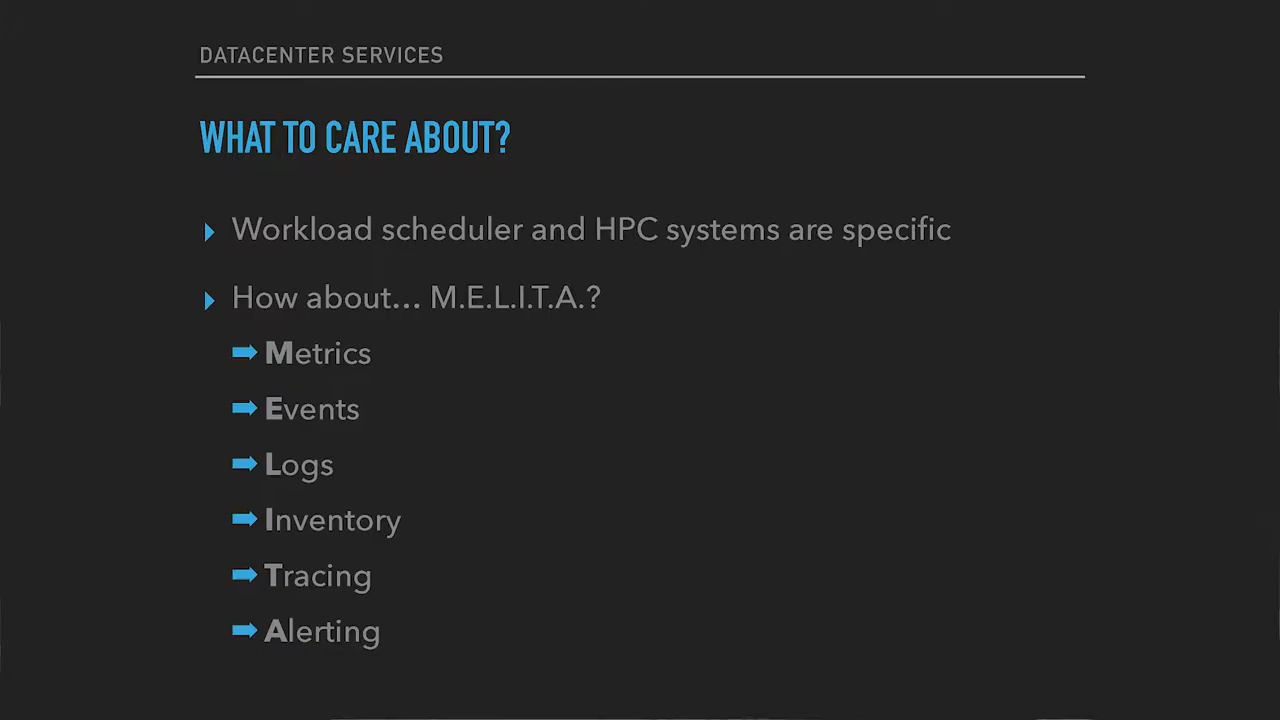 DATACENTER SERVICES
WHAT TO CARE ABOUT?
Workload scheduler and HPC systems are specific
How about… M.E.L.I.T.A.?
Metrics
Events
Logs
Inventory
Tracing
Alerting